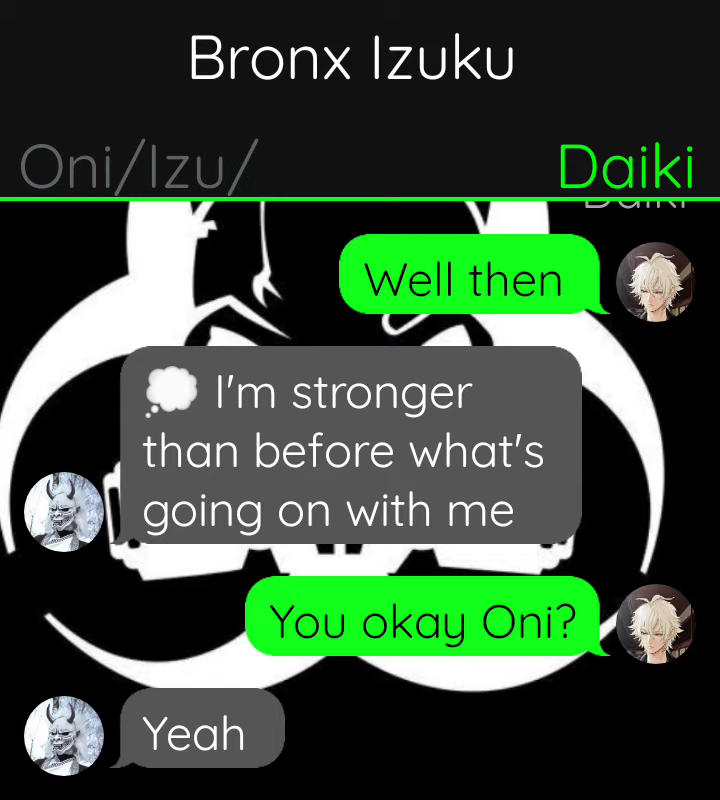 Bronx Izuku
Oni/Izu/
Daiki
Daiki
Well then
💭 I'm stronger
than before what's
going on with me
You okay Oni?
Yeah